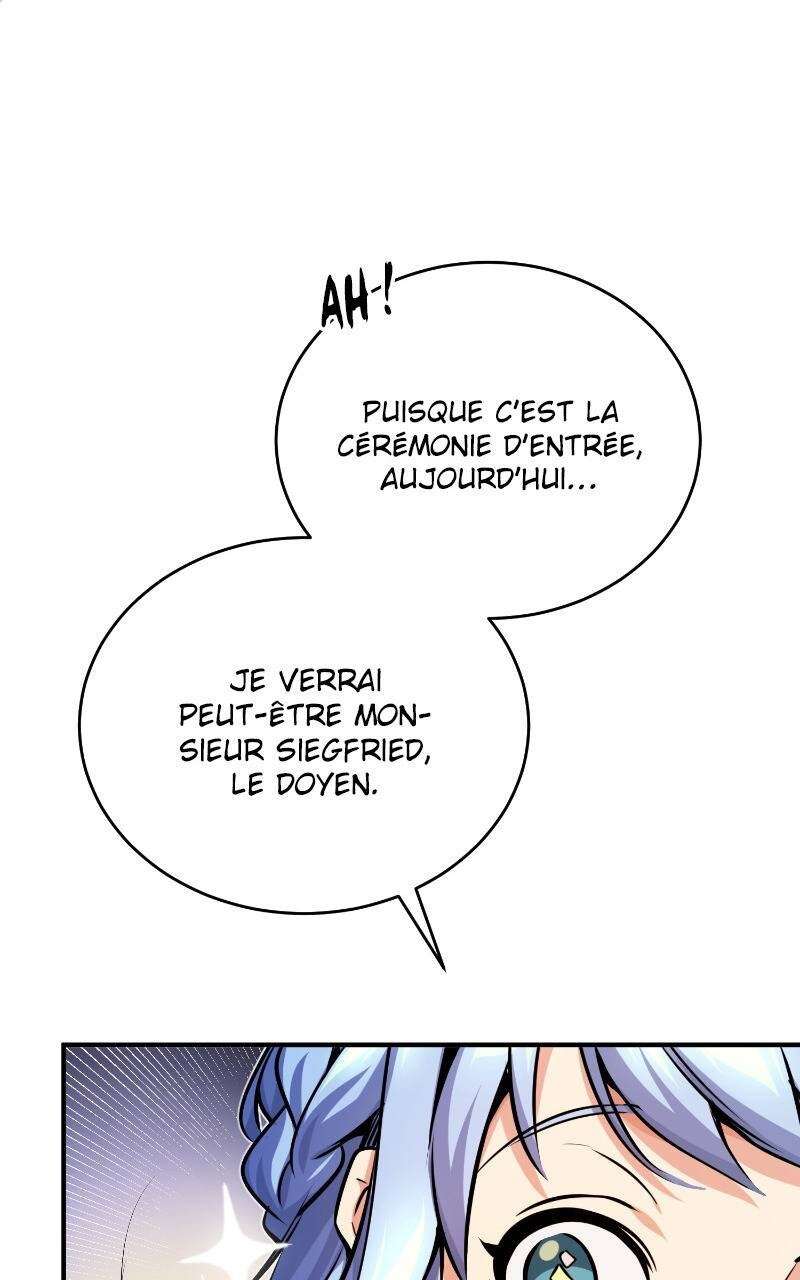 AH-!
PUISQUE C'EST LA
CÉRÉMONIE D'ENTRÉE,
AUJOURD'HUI...
JE VERRAI
PEUT-ÊTRE MON-
SIEUR SIEGFRIED,
LE DOYEN.